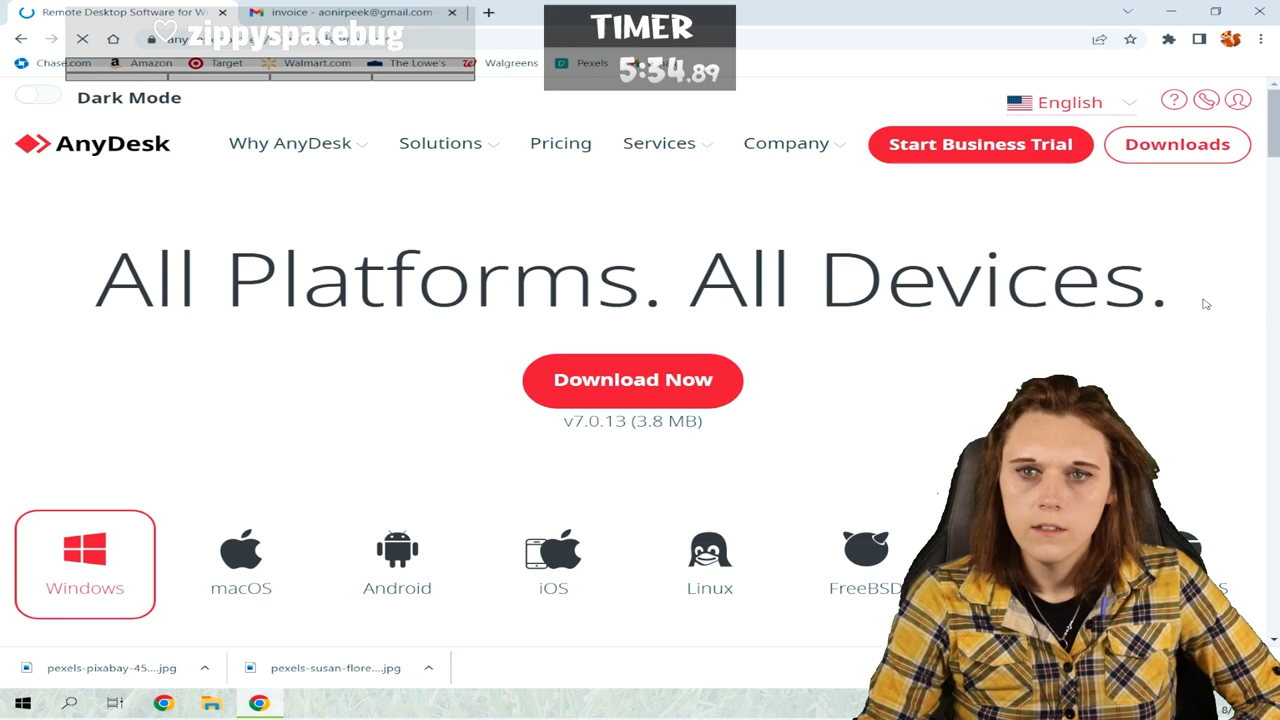 Remote Desktop Software for Wi
invoice - aonirpeek@gmail.com
zippyspacebug
TIMER
5:34.89
Chase.com
Amazon
Target
Walmart.com
The Lowe's
Walgreens
Pexels
Dark Mode
English
AnyDesk
Why AnyDesk
Solutions
Pricing
Services
Company
Start Business Trial
Downloads
All Platforms. All Devices.
Download Now
v7.0.13 (3.8 MB)
Windows
macOS
Android
iOS
Linux
FreeBSD
pexels-pixabay-45....jpg
pexels-susan-flore....jpg